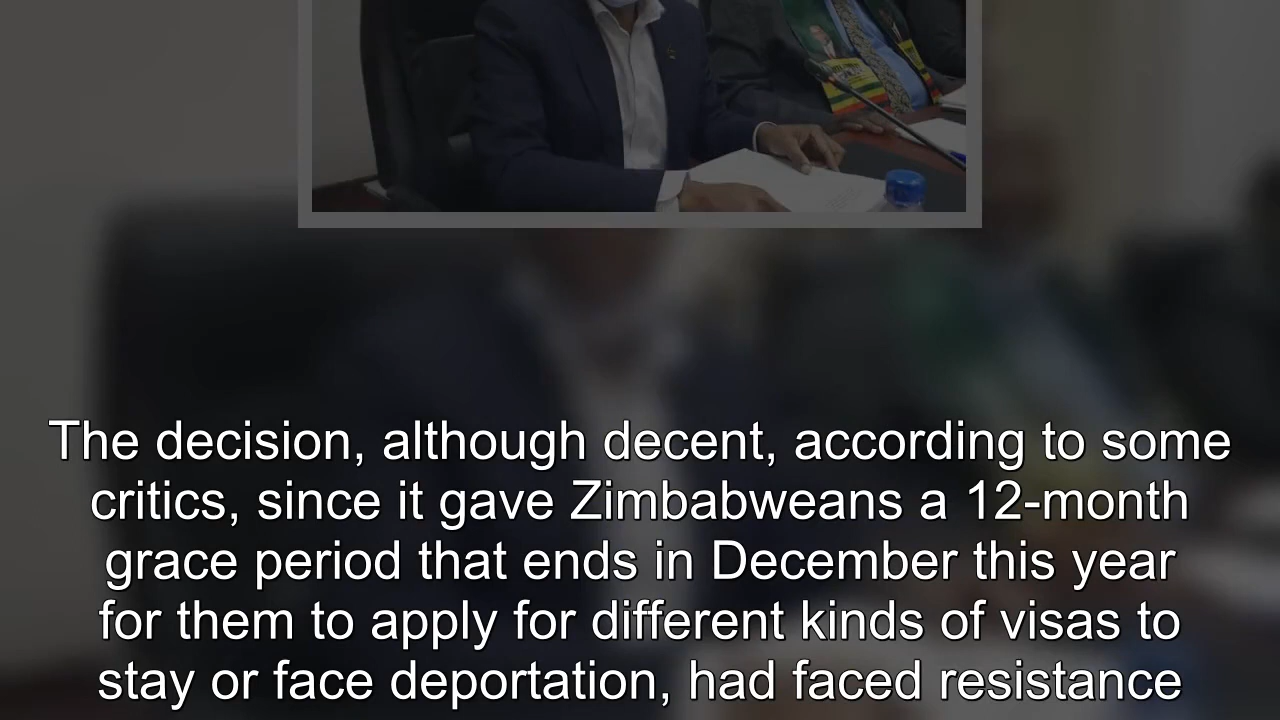 The decision, although decent, according to some
critics, since it gave Zimbabweans a 12-month
grace period that ends in December this year
for them to apply for different kinds of visas to
stay or face deportation, had faced resistance